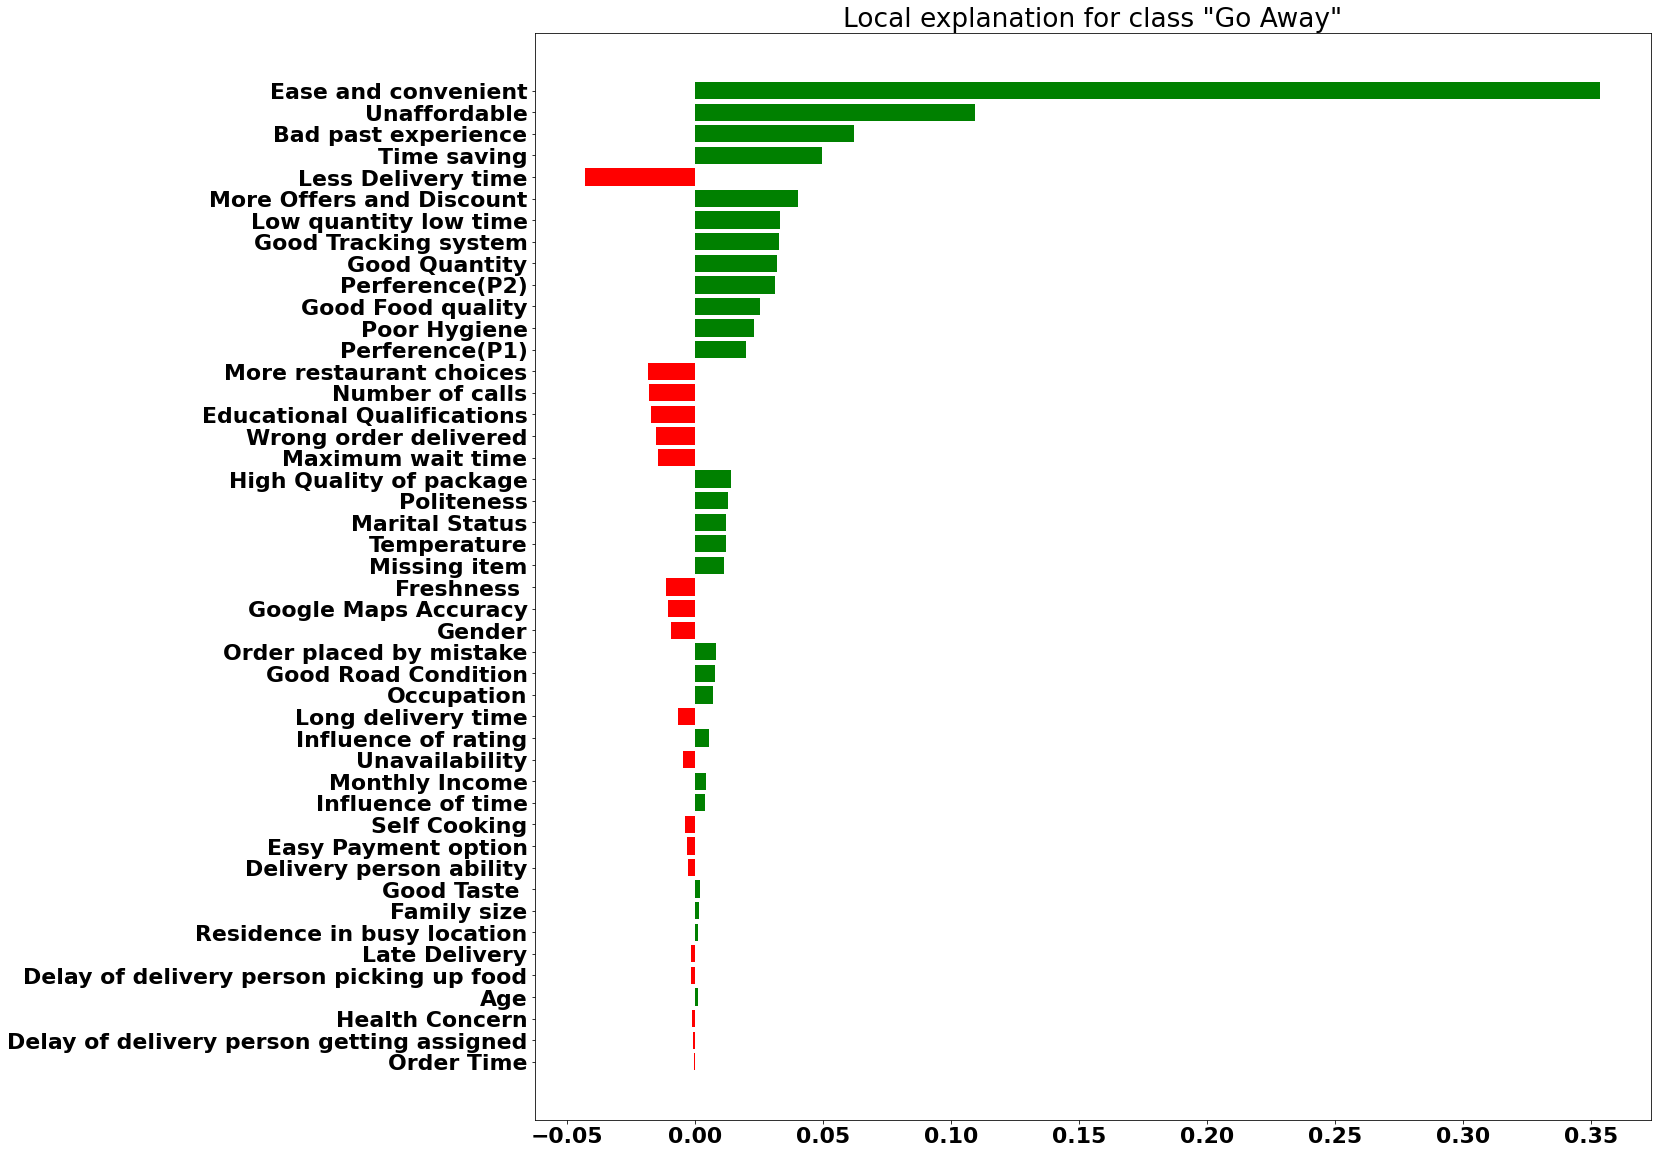 Local explanation for class "Go Away"
Ease and convenient
Unaffordable
Bad past experience
Time saving
Less Delivery time
More Offers and Discount
Low quantity low time
Good Tracking system
Good Quantity
Perference(P2)
Good Food quality
Poor Hygiene
Perference(P1)
More restaurant choices
Number of calls
Educational Qualifications
Wrong order delivered
Maximum wait time
High Quality of package
Politeness
Marital Status
Temperature
Missing item
Freshness
Google Maps Accuracy
Gender
Order placed by mistake
Good Road Condition
Occupation
Long delivery time
Influence of rating
Unavailability
Monthly Income
Influence of time
Self Cooking
Easy Payment option
Delivery person ability
Good Taste
Family size
Residence in busy location
Late Delivery
Delay of delivery person picking up food
Age
Health Concern
Delay of delivery person getting assigned
Order Time
−0.05 0.00 0.05 0.10 0.15 0.20 0.25 0.30 0.35